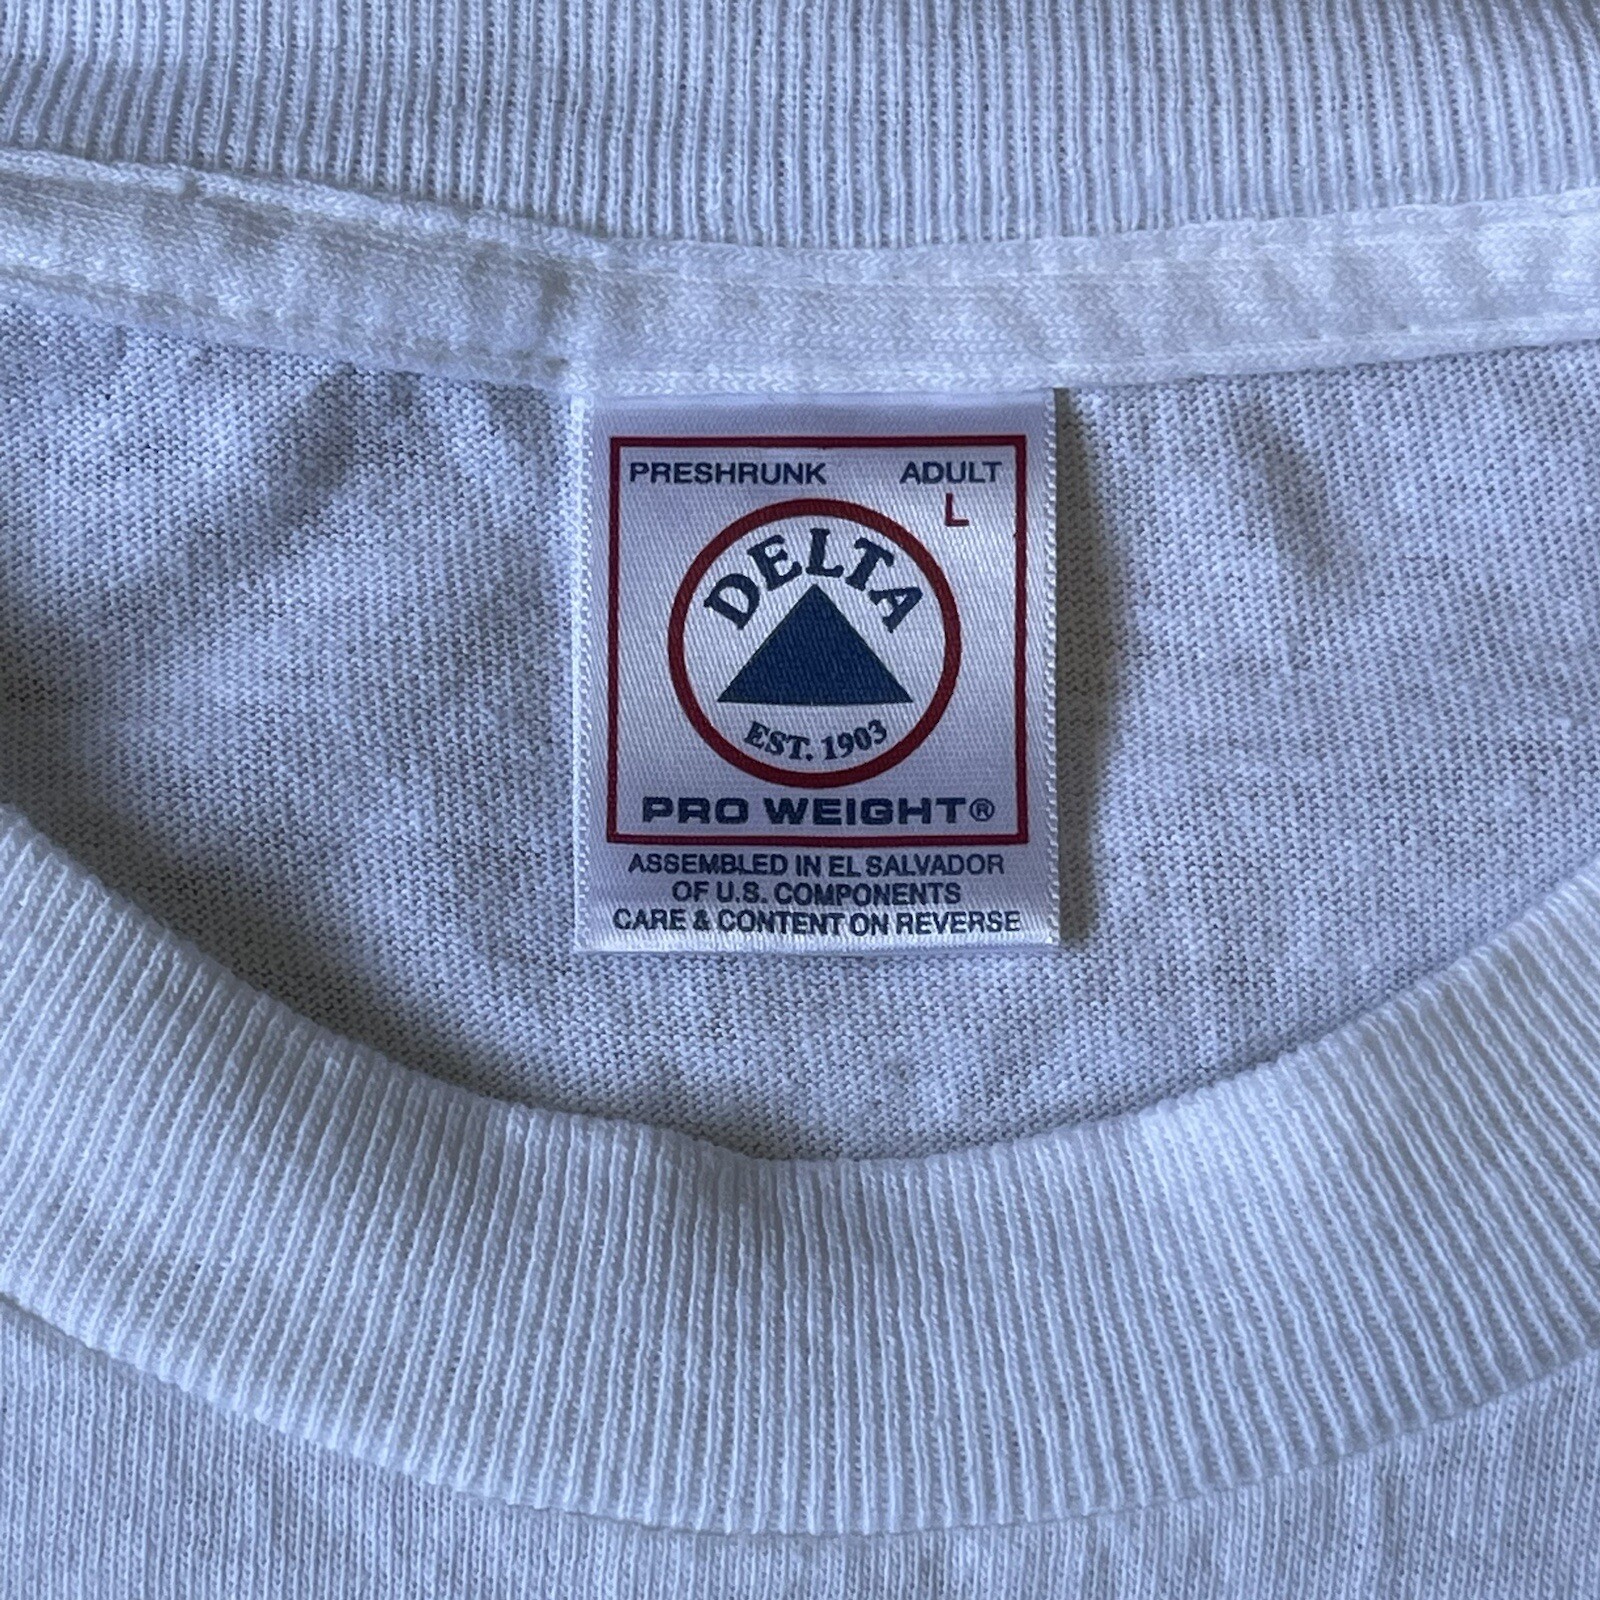 PRESHRUNK ADULT
L
DELTA
EST. 1903
PRO WEIGHT®
ASSEMBLED IN EL SALVADOR
OF U.S. COMPONENTS
CARE & CONTENT ON REVERSE